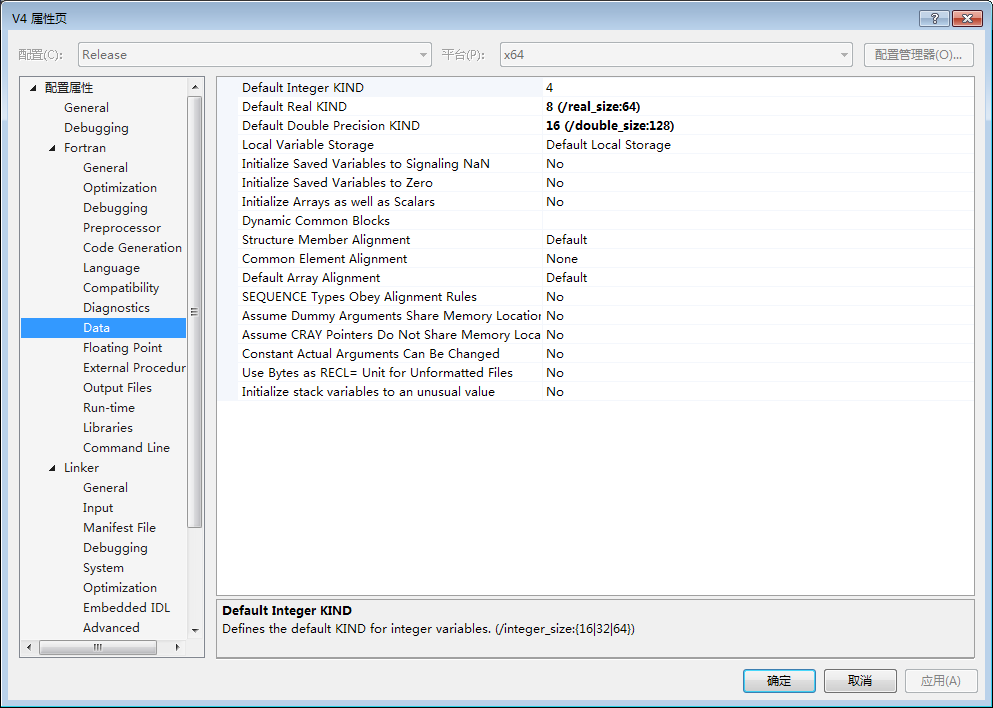 V4 属性页
配置(C): Release 平台(P): x64 配置管理器(O)...
配置属性
General
Debugging
Fortran
General
Optimization
Debugging
Preprocessor
Code Generation
Language
Compatibility
Diagnostics
Data
Floating Point
External Procedur
Output Files
Run-time
Libraries
Command Line
Linker
General
Input
Manifest File
Debugging
System
Optimization
Embedded IDL
Advanced
Default Integer KIND 4
Default Real KIND 8 (/real_size:64)
Default Double Precision KIND 16 (/double_size:128)
Local Variable Storage Default Local Storage
Initialize Saved Variables to Signaling NaN No
Initialize Saved Variables to Zero No
Initialize Arrays as well as Scalars No
Dynamic Common Blocks
Structure Member Alignment Default
Common Element Alignment None
Default Array Alignment Default
SEQUENCE Types Obey Alignment Rules No
Assume Dummy Arguments Share Memory Location No
Assume CRAY Pointers Do Not Share Memory Loca No
Constant Actual Arguments Can Be Changed No
Use Bytes as RECL= Unit for Unformatted Files No
Initialize stack variables to an unusual value No
Default Integer KIND
Defines the default KIND for integer variables. (/integer_size:{16|32|64})
确定 取消 应用(A)